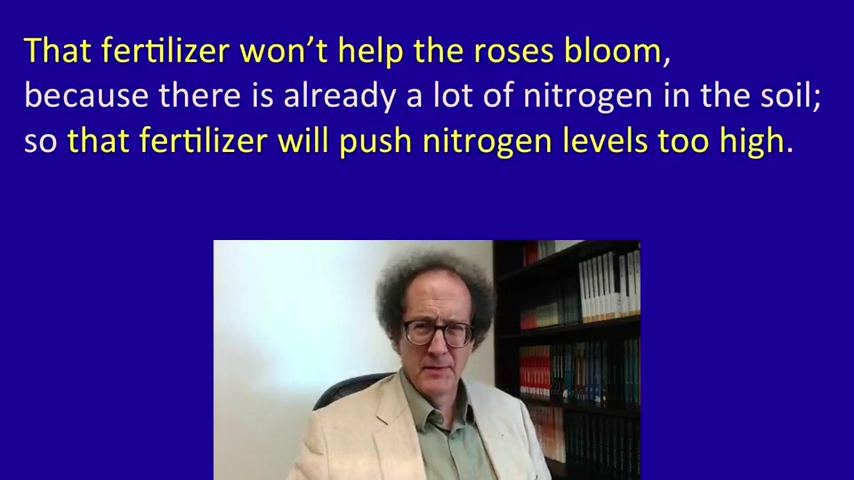 That fertilizer won’t help the roses bloom,
because there is already a lot of nitrogen in the soil;
so that fertilizer will push nitrogen levels too high.